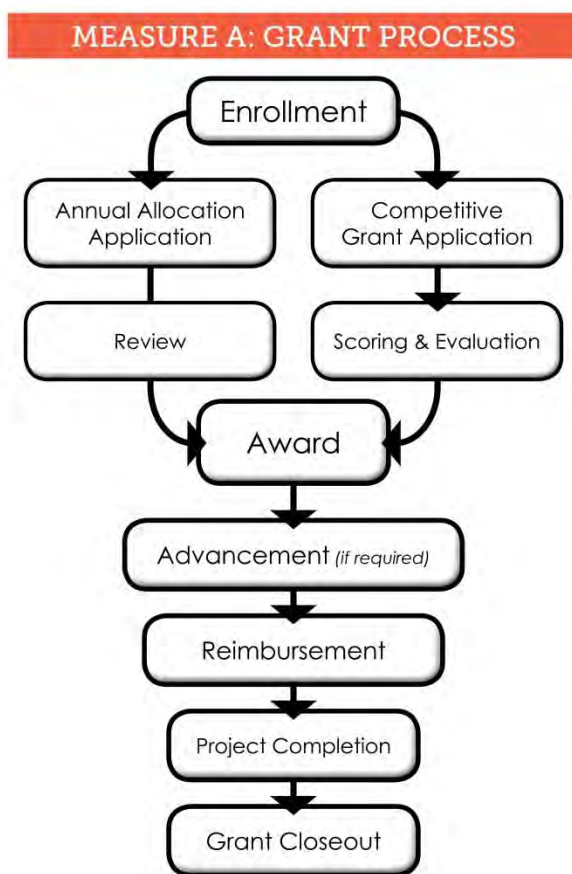 MEASURE A: GRANT PROCESS
Enrollment
Annual Allocation
Application
Competitive
Grant Application
Review
Scoring & Evaluation
Award
Advancement (if required)
Reimbursement
Project Completion
Grant Closeout